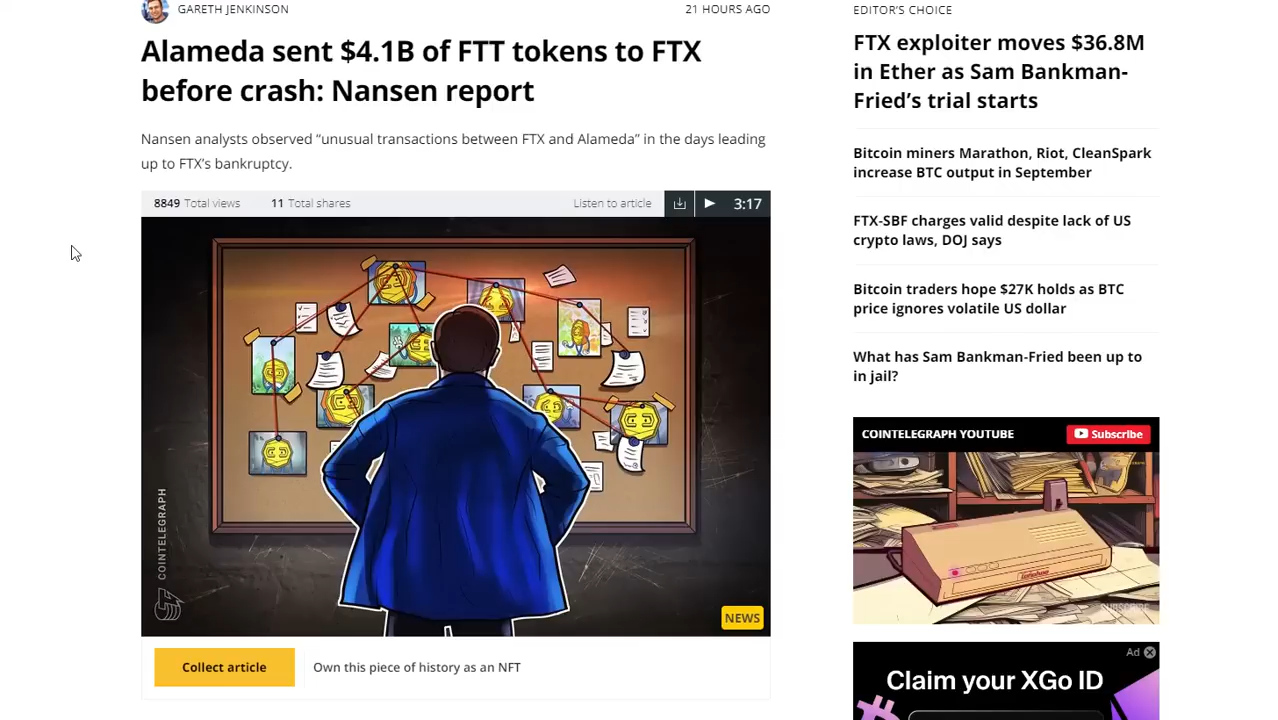 GARETH JENKINSON
21 HOURS AGO
Alameda sent $4.1B of FTT tokens to FTX
before crash: Nansen report
Nansen analysts observed “unusual transactions between FTX and Alameda” in the days leading
up to FTX’s bankruptcy.
8849 Total views
11 Total shares
Listen to article
3:17
COINTELEGRAPH
NEWS
Collect article
Own this piece of history as an NFT
EDITOR’S CHOICE
FTX exploiter moves $36.8M
in Ether as Sam Bankman-
Fried’s trial starts
Bitcoin miners Marathon, Riot, CleanSpark
increase BTC output in September
FTX-SBF charges valid despite lack of US
crypto laws, DOJ says
Bitcoin traders hope $27K holds as BTC
price ignores volatile US dollar
What has Sam Bankman-Fried been up to
in jail?
COINTELEGRAPH YOUTUBE
Subscribe
SUBSCRIBE
Ad
Claim your XGo ID